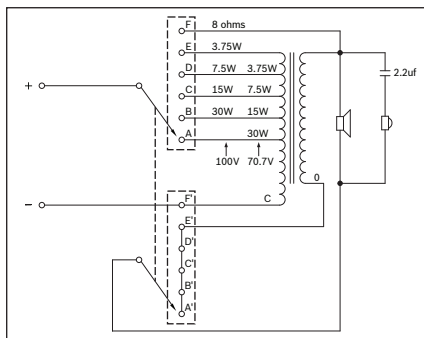 F 8 ohms
E 3.75W
D 7.5W 3.75W
2.2uf
+
C 15W 7.5W
B 30W 15W
A 30W
100V 70.7V
0
− F' C
E'
D'
C'
B'
A'